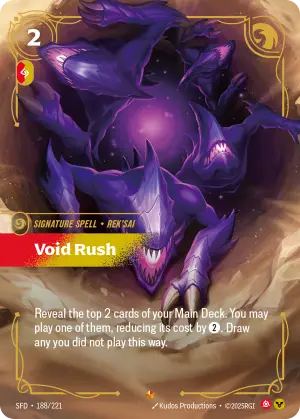 2
SIGNATURE SPELL • REK'SAI
Void Rush
Reveal the top 2 cards of your Main Deck. You may
play one of them, reducing its cost by 2. Draw
any you did not play this way.
SFD • 188/221
Kudos Productions • ©2025RGI